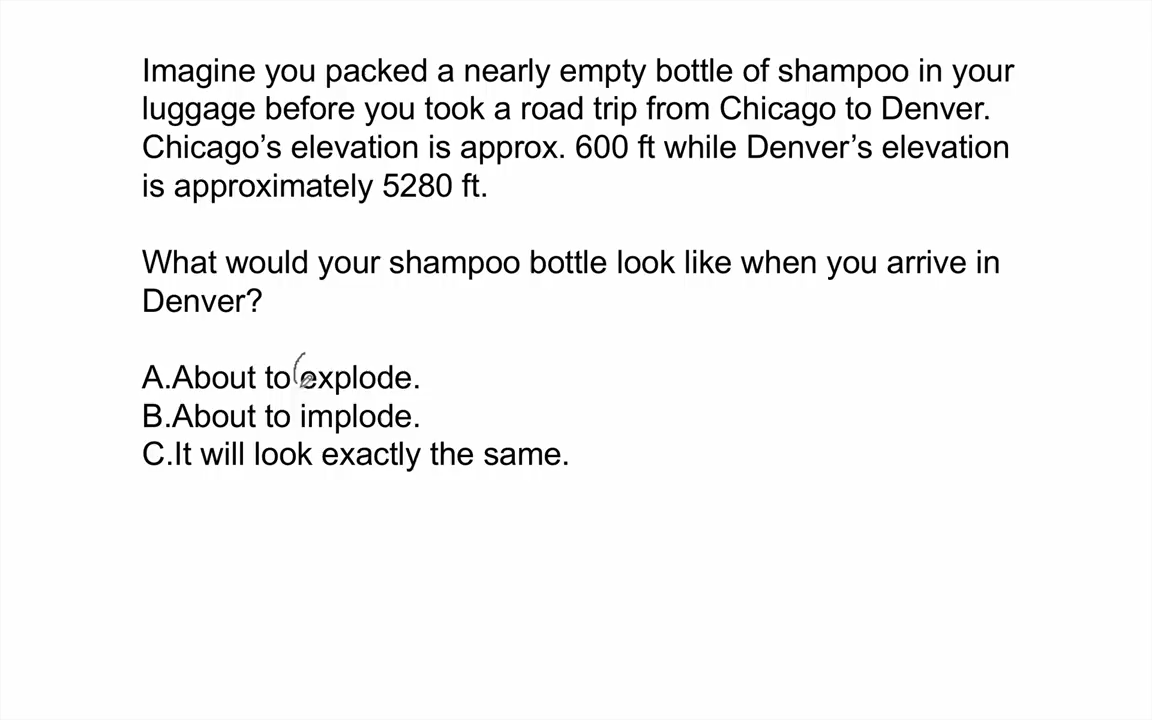 Imagine you packed a nearly empty bottle of shampoo in your
luggage before you took a road trip from Chicago to Denver.
Chicago’s elevation is approx. 600 ft while Denver’s elevation
is approximately 5280 ft.
What would your shampoo bottle look like when you arrive in
Denver?
A.About to explode.
B.About to implode.
C.It will look exactly the same.